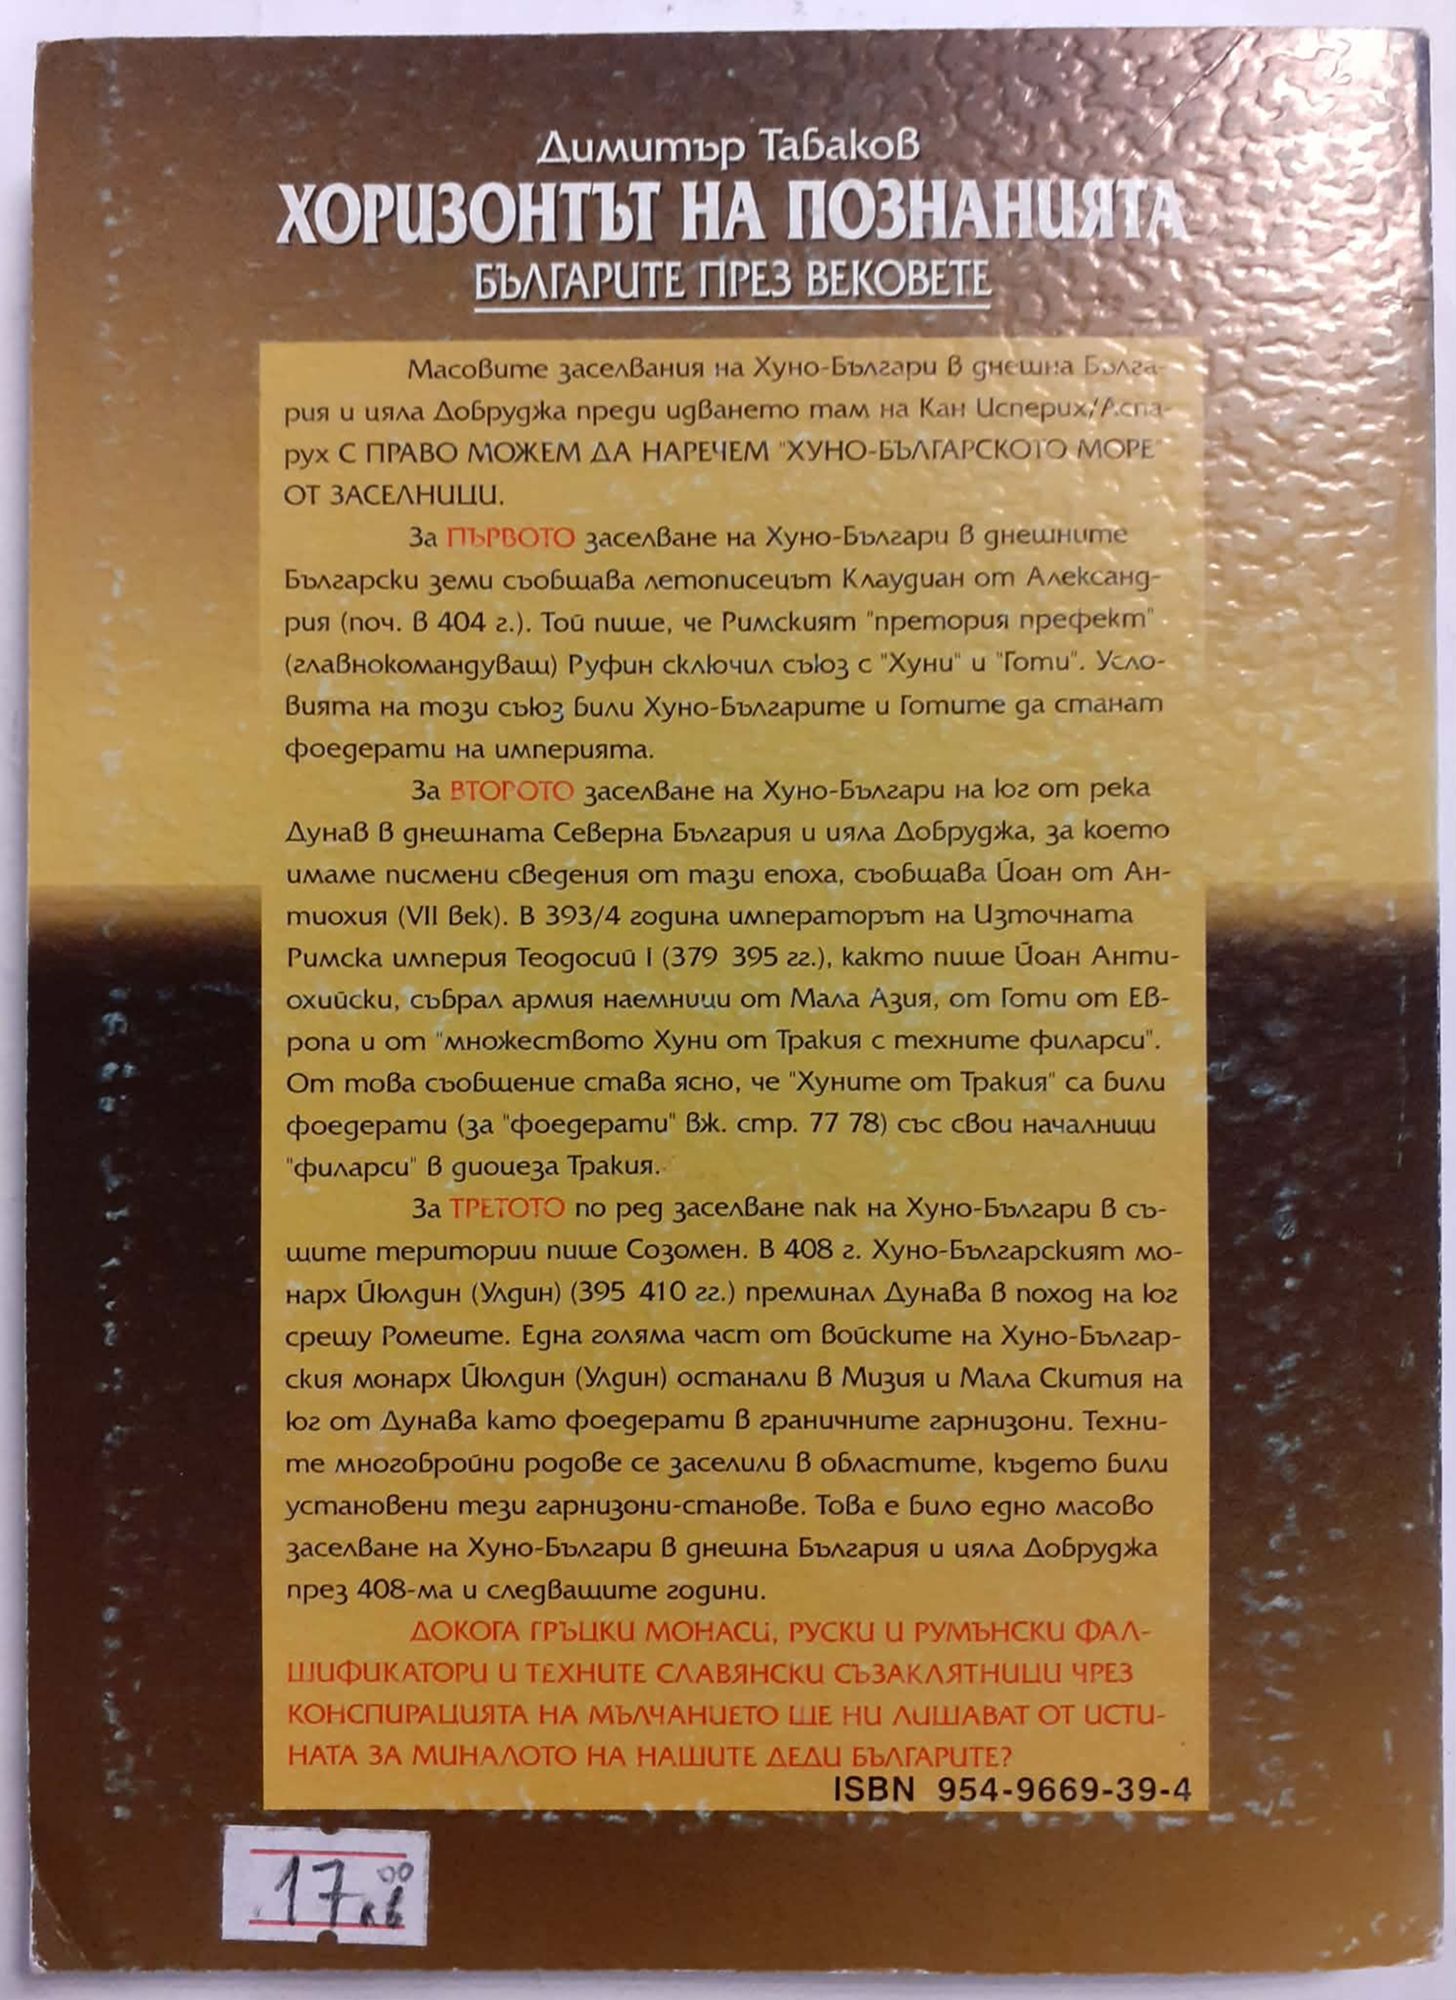 Димитър Табаков
ХОРИЗОНТЪТ НА ПОЗНАНИЯТА
БЪЛГАРИТЕ ПРЕЗ ВЕКОВЕТЕ
Масовите заселвания на Хуно-Българи в днешна Бълга-
рия и цяла Добруджа преди идването там на Кан Исперих/Аспа-
рух С ПРАВО МОЖЕМ ДА НАРЕЧЕМ "ХУНО-БЪЛГАРСКОТО МОРЕ"
ОТ ЗАСЕЛНИЦИ.
За ПЪРВОТО заселване на Хуно-Българи в днешните
Български земи съобщава летописецът Клаудиан от Александ-
рия (поч. в 404 г.). Той пише, че Римският "претория префект"
(главнокомандуващ) Руфин сключил съюз с "Хуни" и "Готи". Усло-
вията на този съюз били Хуно-Българите и Готите да станат
фоедерати на империята.
За ВТОРОТО заселване на Хуно-Българи на юг от река
Дунав в днешната Северна България и цяла Добруджа, за което
имаме писмени сведения от тази епоха, съобщава Йоан от Ан-
тиохия (VII век). В 393/4 година императорът на Източната
Римска империя Теодосий I (379 395 гг.), както пише Йоан Анти-
охийски, събрал армия наемници от Мала Азия, от Готи от Ев-
ропа и от "множеството Хуни от Тракия с техните филарси".
От това съобщение става ясно, че "Хуните от Тракия" са били
фоедерати (за "фоедерати" вж. стр. 77 78) със свои началници
"филарси" в диоцеза Тракия.
За ТРЕТОТО по ред заселване пак на Хуно-Българи в съ-
щите територии пише Созомен. В 408 г. Хуно-Българският мо-
нарх Йюлдин (Улдин) (395 410 гг.) преминал Дунава в поход на юг
срещу Ромеите. Една голяма част от войските на Хуно-Българ-
ския монарх Йюлдин (Улдин) останали в Мизия и Мала Скития на
юг от Дунава като фоедерати в граничните гарнизони. Техни-
те многобройни родове се заселили в областите, където били
установени тези гарнизони-станове. Това е било едно масово
заселване на Хуно-Българи в днешна България и цяла Добруджа
през 408-ма и следващите години.
ДОКОГА ГРЪЦКИ МОНАСИ, РУСКИ И РУМЪНСКИ ФАЛ-
ШИФИКАТОРИ И ТЕХНИТЕ СЛАВЯНСКИ СЪЗАКЛЯТНИЦИ ЧРЕЗ
КОНСПИРАЦИЯТА НА МЪЛЧАНИЕТО ЩЕ НИ ЛИШАВАТ ОТ ИСТИ-
НАТА ЗА МИНАЛОТО НА НАШИТЕ ДЕДИ БЪЛГАРИТЕ?
ISBN 954-9669-39-4
17 00 лв